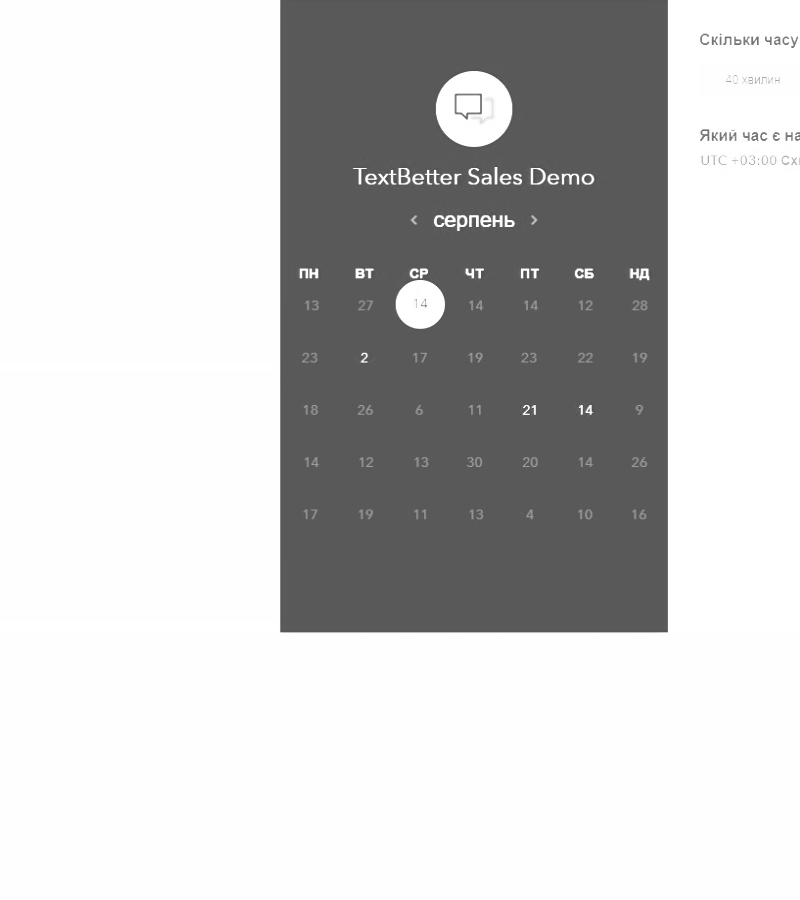 TextBetter Sales Demo
серпень
ПН ВТ СР ЧТ ПТ СБ НД
13 27 14 14 14 12 28
23 2 17 19 23 22 19
18 26 6 11 21 14 9
14 12 13 30 20 14 26
17 19 11 13 4 10 16
Скільки часу
40 хвилин
Який час є
UTC +03:00